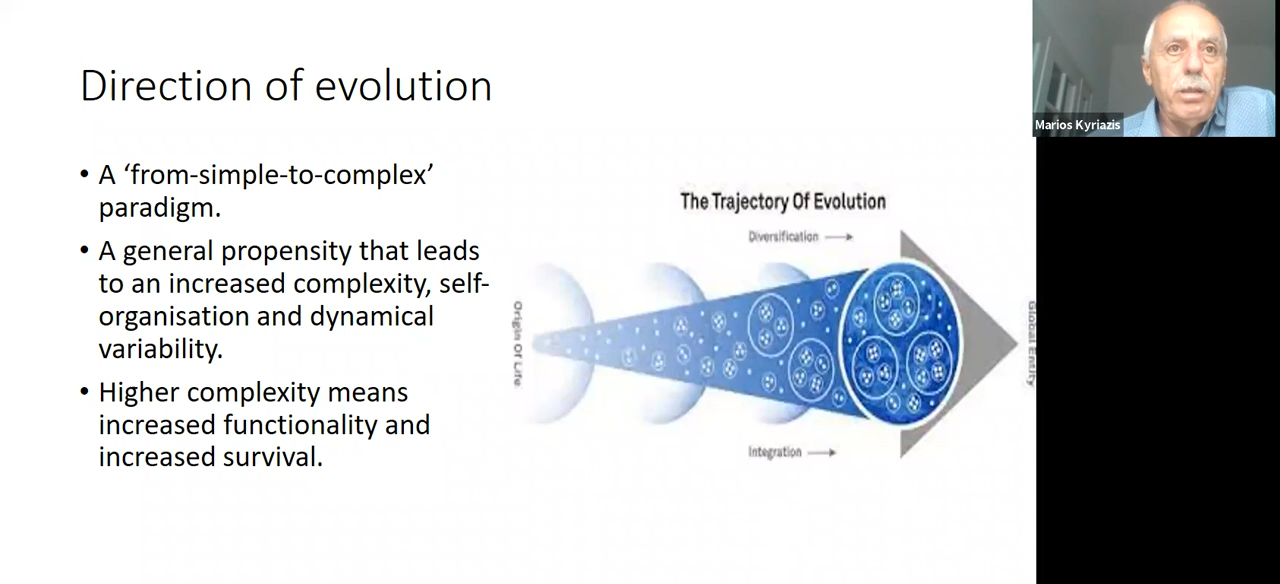 Direction of evolution
• A ‘from-simple-to-complex’
paradigm.
• A general propensity that leads
to an increased complexity, self-
organisation and dynamical
variability.
• Higher complexity means
increased functionality and
increased survival.
The Trajectory Of Evolution
Diversification
Origin Of Life
Global Entity
Integration
Marios Kyriazis